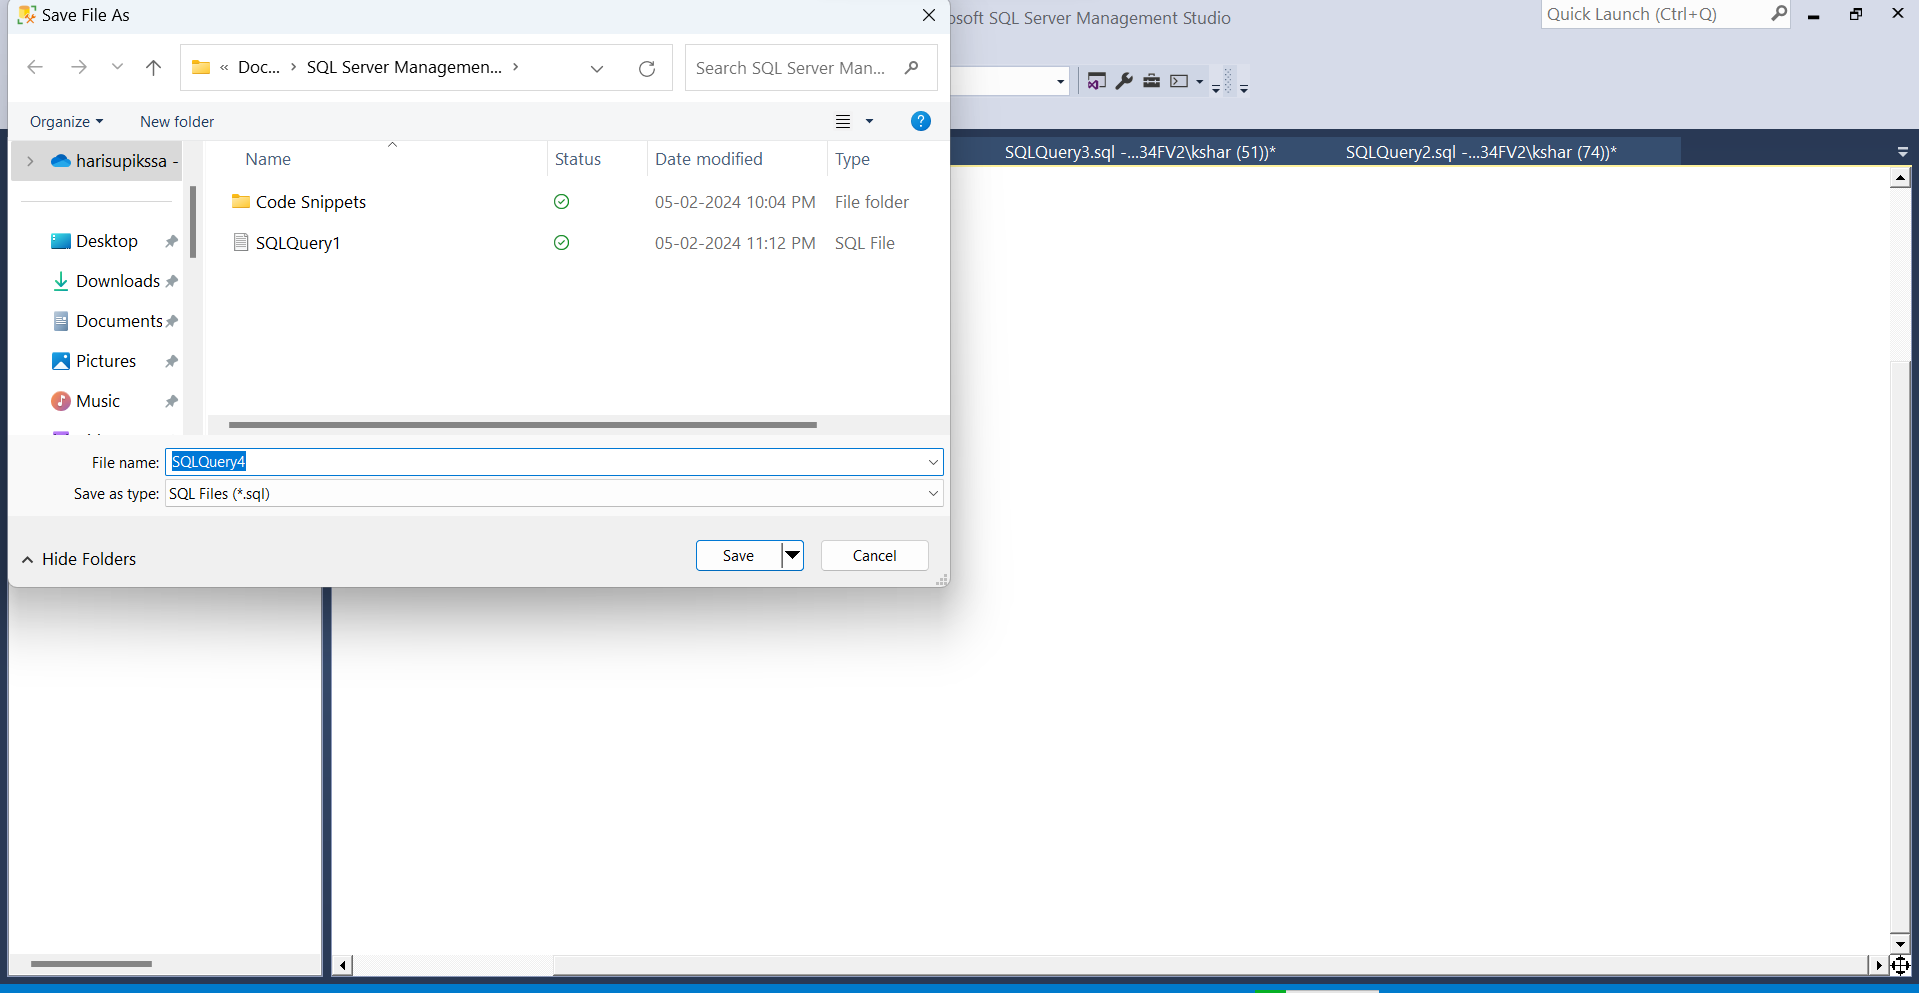 Save File As
osoft SQL Server Management Studio
Quick Launch (Ctrl+Q)
« Doc... › SQL Server Managemen... ›
Search SQL Server Man...
Organize
New folder
?
SQLQuery3.sql -...34FV2\kshar (51))*
SQLQuery2.sql -...34FV2\kshar (74))*
harisupikssa -
Name
Status
Date modified
Type
Code Snippets
05-02-2024 10:04 PM
File folder
SQLQuery1
05-02-2024 11:12 PM
SQL File
Desktop
Downloads
Documents
Pictures
Music
File name:
SQLQuery4
Save as type:
SQL Files (*.sql)
Hide Folders
Save
Cancel